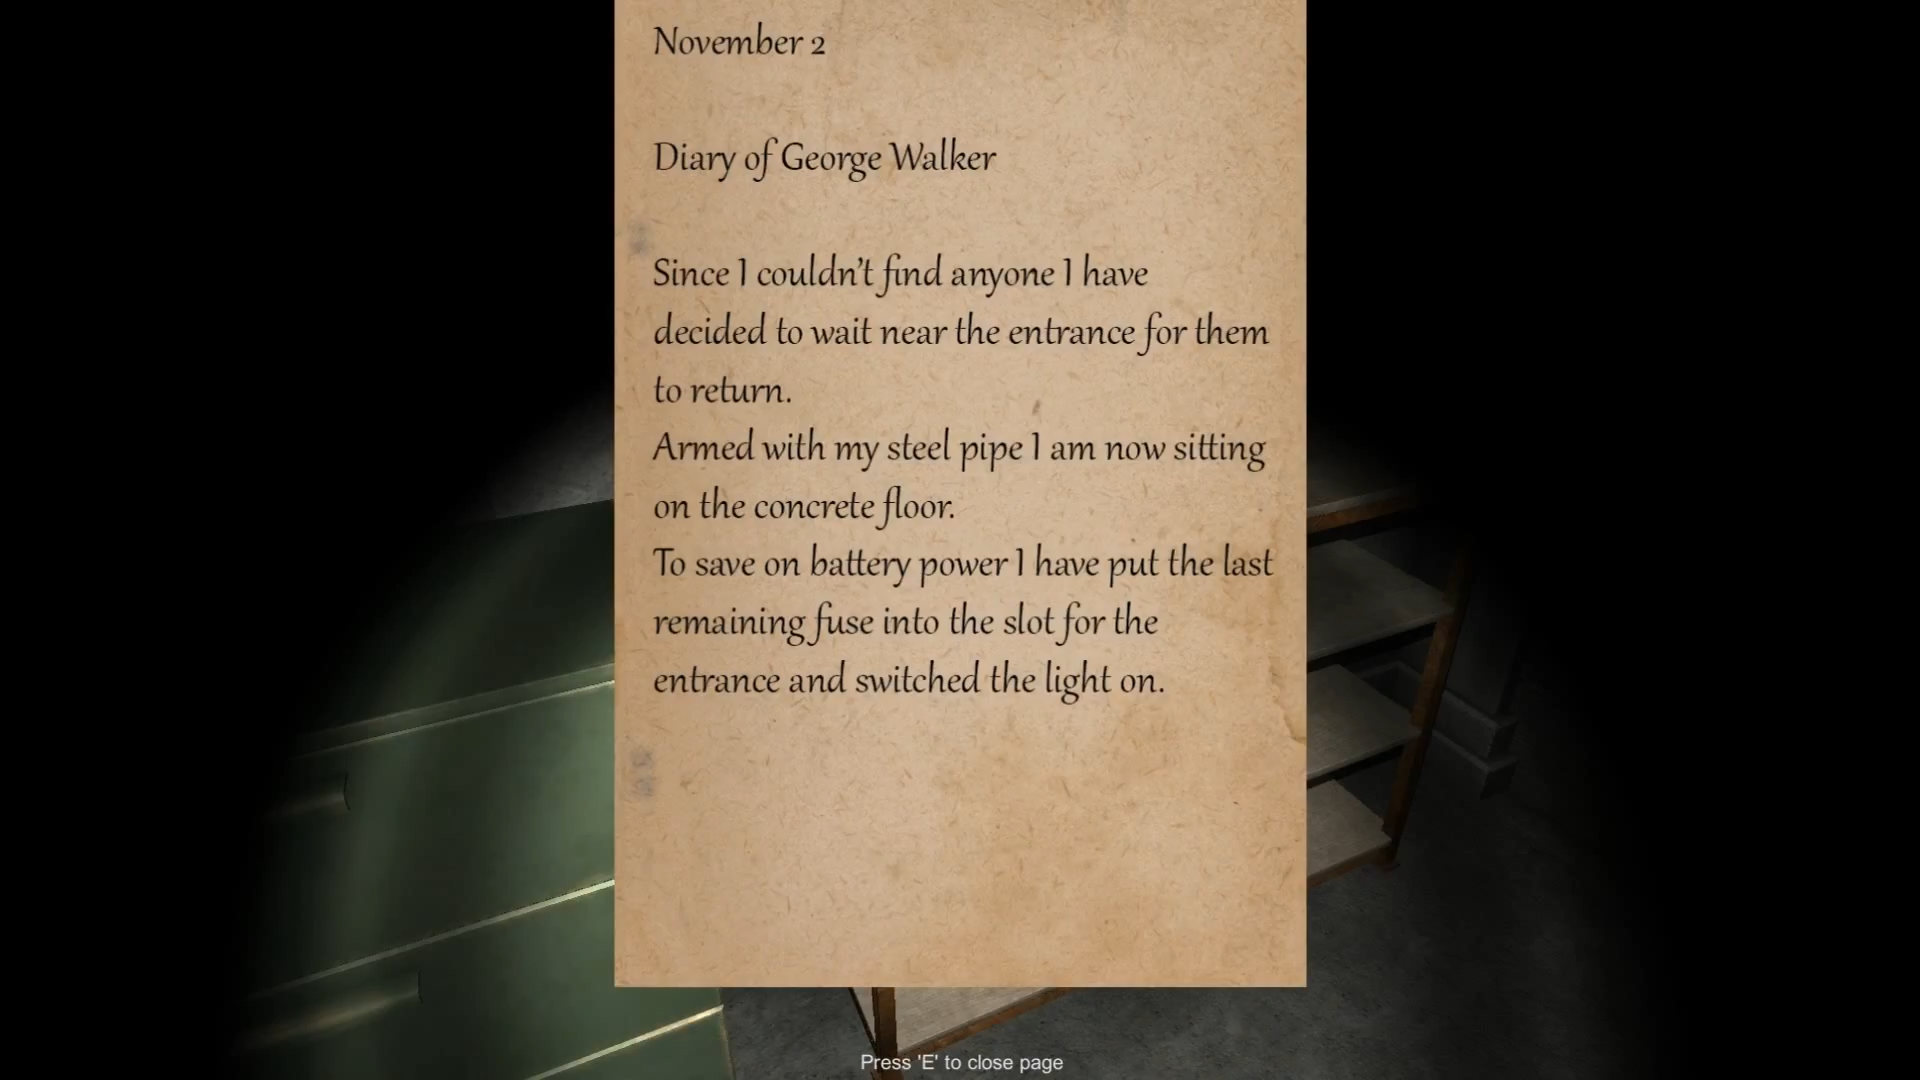 November 2
Diary of George Walker
Since I couldn't find anyone I have
decided to wait near the entrance for them
to return.
Armed with my steel pipe I am now sitting
on the concrete floor.
To save on battery power I have put the last
remaining fuse into the slot for the
entrance and switched the light on.
Press 'E' to close page